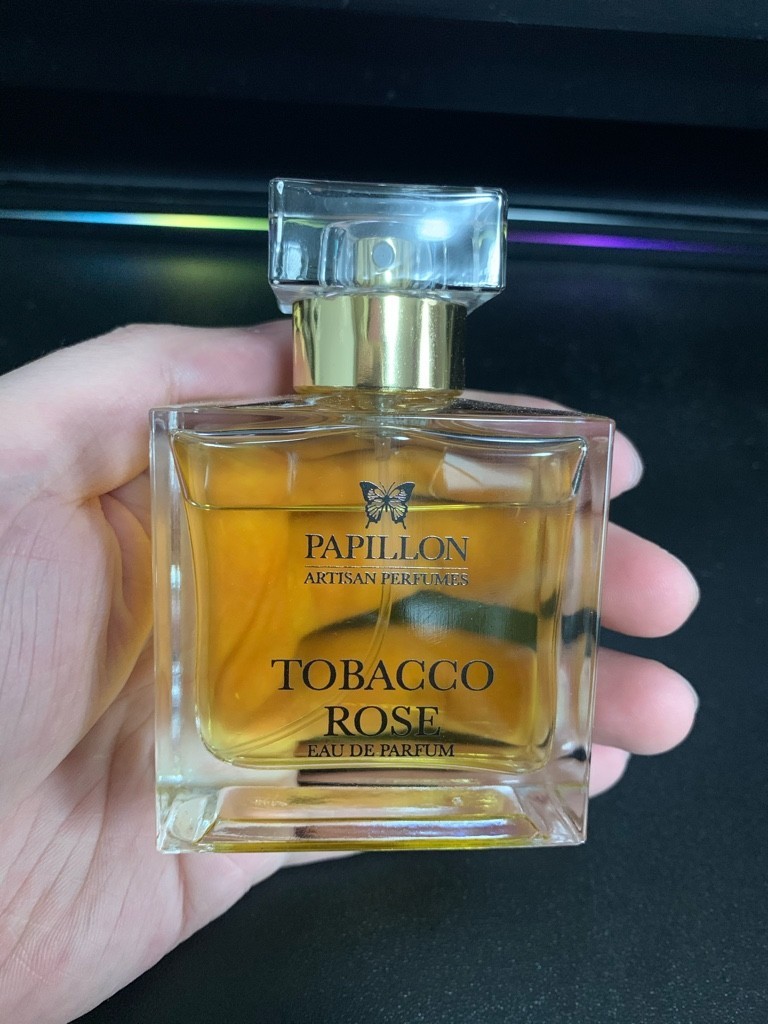 PAPILLON
ARTISAN PERFUMES
TOBACCO
ROSE
EAU DE PARFUM